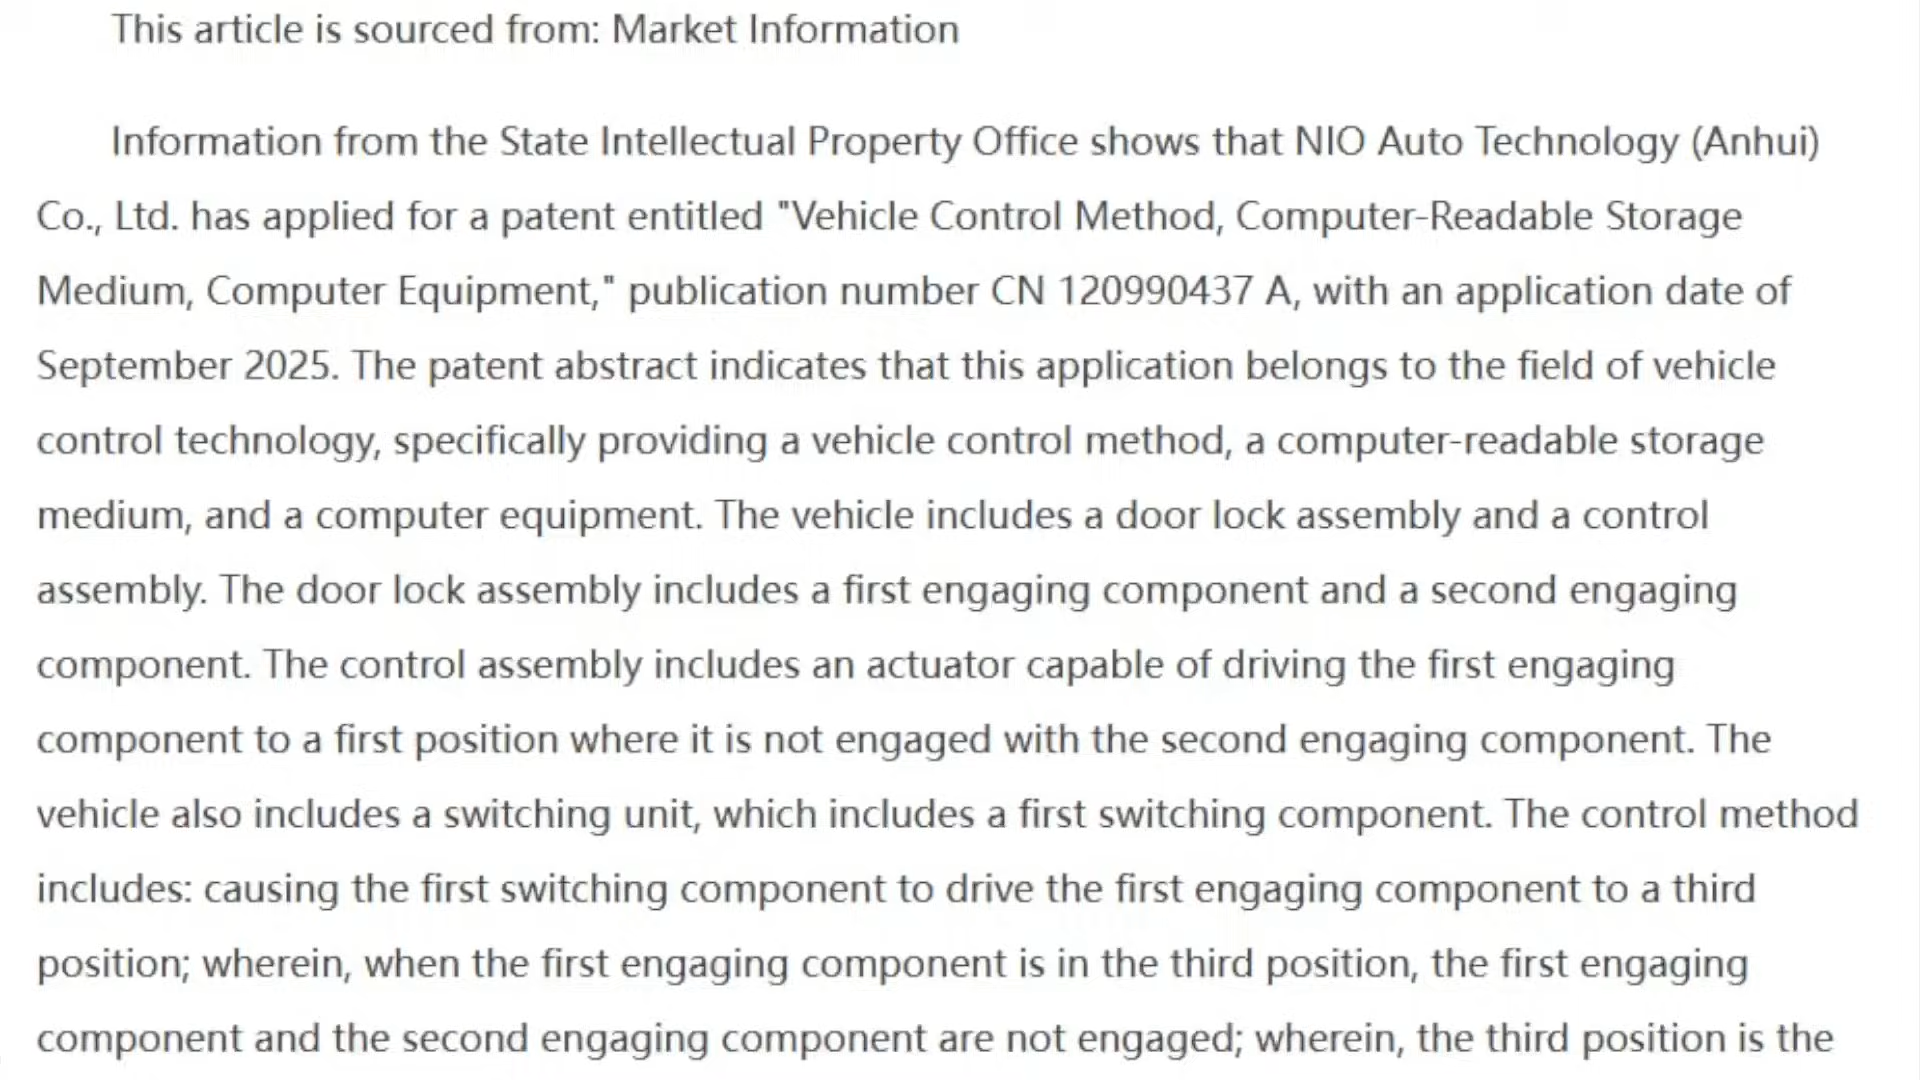 This article is sourced from: Market Information
Information from the State Intellectual Property Office shows that NIO Auto Technology (Anhui)
Co., Ltd. has applied for a patent entitled "Vehicle Control Method, Computer-Readable Storage
Medium, Computer Equipment," publication number CN 120990437 A, with an application date of
September 2025. The patent abstract indicates that this application belongs to the field of vehicle
control technology, specifically providing a vehicle control method, a computer-readable storage
medium, and a computer equipment. The vehicle includes a door lock assembly and a control
assembly. The door lock assembly includes a first engaging component and a second engaging
component. The control assembly includes an actuator capable of driving the first engaging
component to a first position where it is not engaged with the second engaging component. The
vehicle also includes a switching unit, which includes a first switching component. The control method
includes: causing the first switching component to drive the first engaging component to a third
position; wherein, when the first engaging component is in the third position, the first engaging
component and the second engaging component are not engaged; wherein, the third position is the